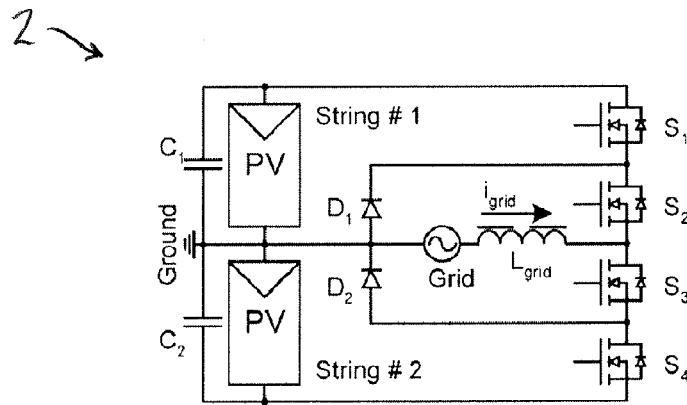 2
String # 1
S1
C1
PV
D1
igrid
S2
Ground
Grid
Lgrid
D2
S3
PV
C2
String # 2
S4